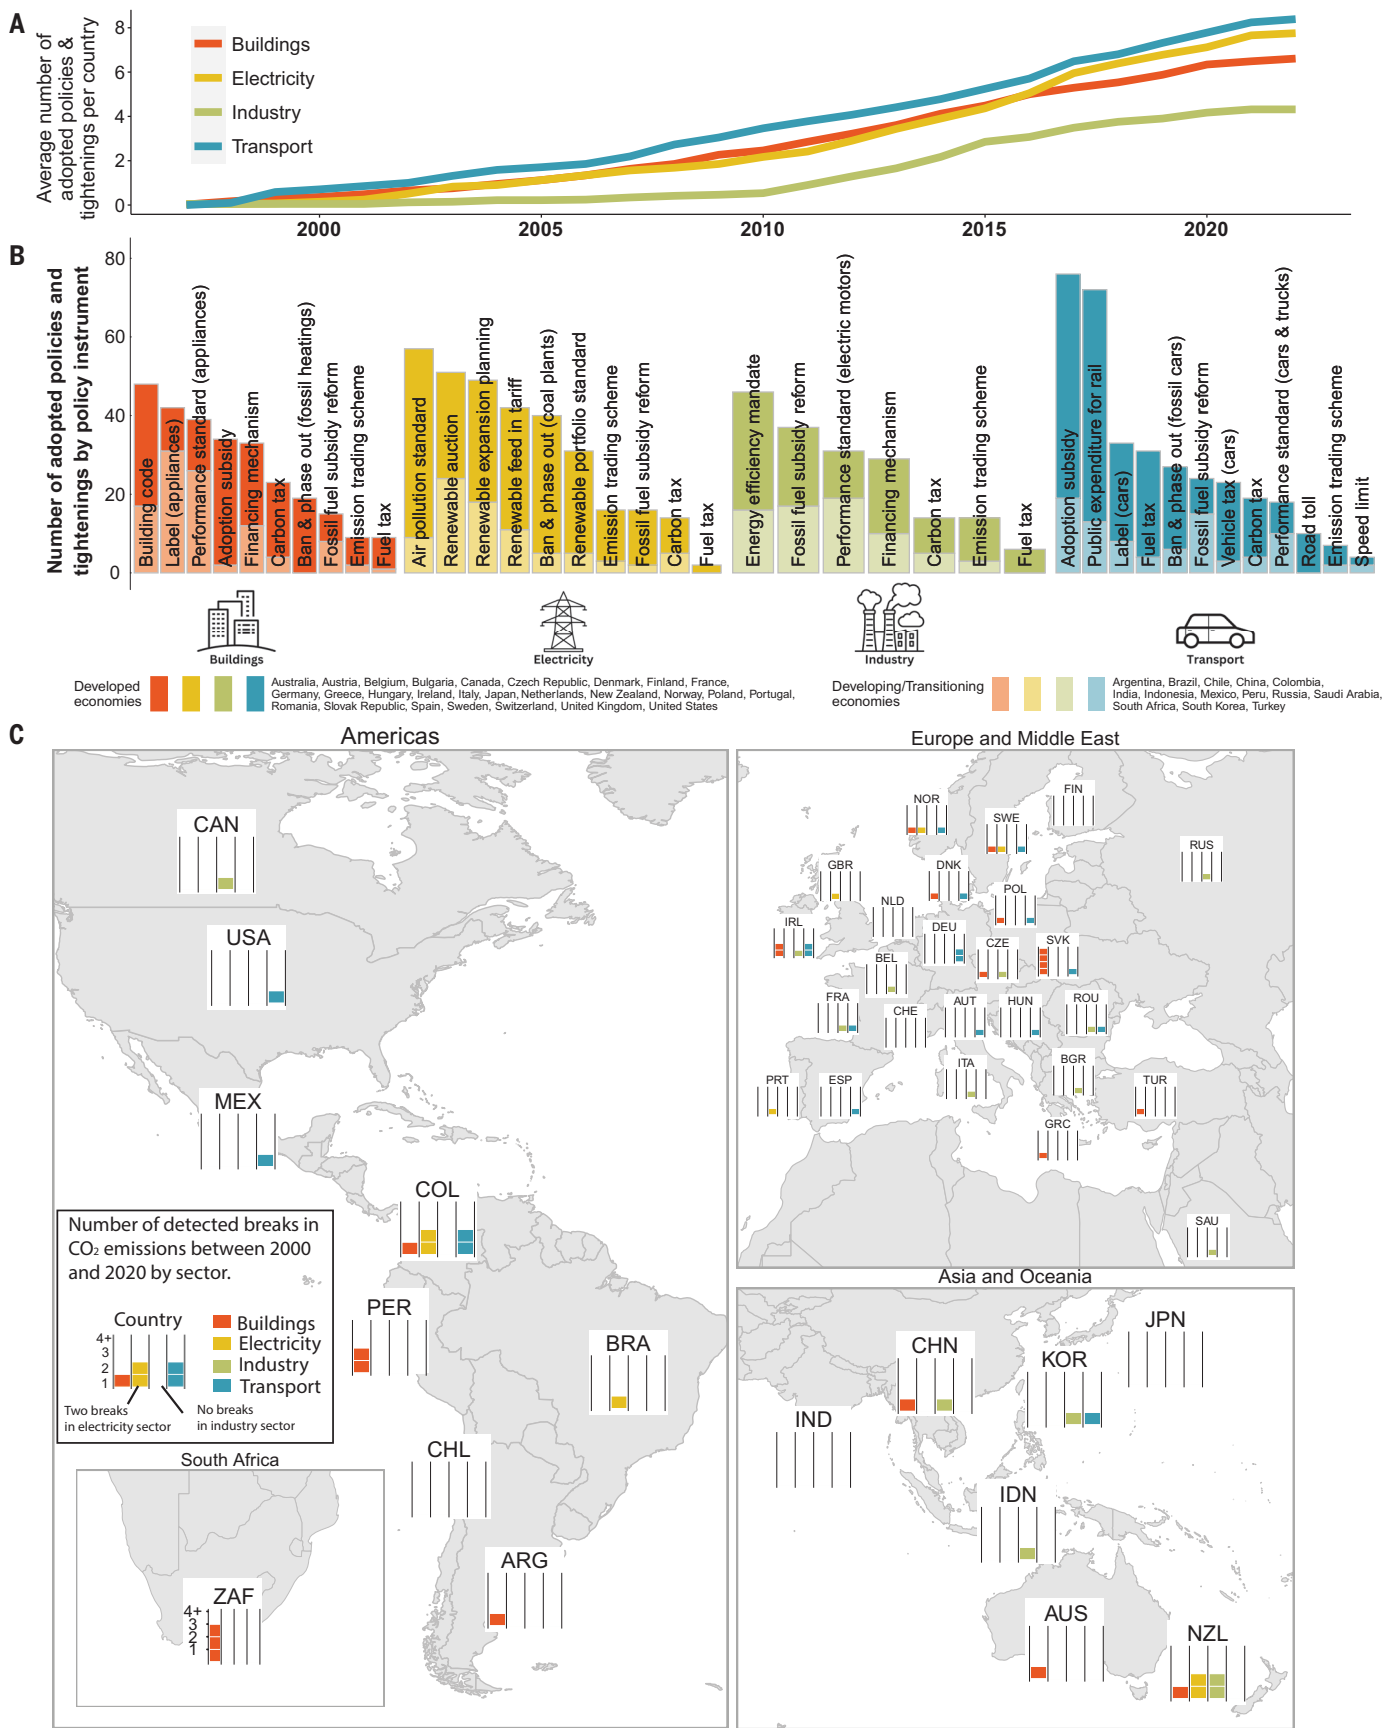 A
Average number of
adopted policies &
tightenings per country
8
6
4
2
0
Buildings
Electricity
Industry
Transport
2000
2005
2010
2015
2020
B
Number of adopted policies and
tightenings by policy instrument
80
60
40
20
0
Building code
Label (appliances)
Performance standard (appliances)
Adoption subsidy
Financing mechanism
Carbon tax
Ban & phase out (fossil heatings)
Fossil fuel subsidy reform
Emission trading scheme
Fuel tax
Air pollution standard
Renewable auction
Renewable expansion planning
Renewable feed in tariff
Ban & phase out (coal plants)
Renewable portfolio standard
Emission trading scheme
Fossil fuel subsidy reform
Carbon tax
Fuel tax
Energy efficiency mandate
Fossil fuel subsidy reform
Performance standard (electric motors)
Financing mechanism
Carbon tax
Emission trading scheme
Fuel tax
Adoption subsidy
Public expenditure for rail
Label (cars)
Fuel tax
Ban & phase out (fossil cars)
Fossil fuel subsidy reform
Vehicle tax (cars)
Carbon tax
Performance standard (cars & trucks)
Road toll
Emission trading scheme
Speed limit
Buildings
Electricity
Industry
Transport
Developed
economies
Australia, Austria, Belgium, Bulgaria, Canada, Czech Republic, Denmark, Finland, France,
Germany, Greece, Hungary, Ireland, Italy, Japan, Netherlands, New Zealand, Norway, Poland, Portugal,
Romania, Slovak Republic, Spain, Sweden, Switzerland, United Kingdom, United States
Developing/Transitioning
economies
Argentina, Brazil, Chile, China, Colombia,
India, Indonesia, Mexico, Peru, Russia, Saudi Arabia,
South Africa, South Korea, Turkey
C
Americas
CAN
USA
MEX
COL
PER
BRA
CHL
ARG
Number of detected breaks in
CO₂ emissions between 2000
and 2020 by sector.
Country
4+
3
2
1
Buildings
Electricity
Industry
Transport
Two breaks
in electricity sector
No breaks
in industry sector
South Africa
ZAF
4+
3
2
1
Europe and Middle East
NOR
FIN
SWE
RUS
GBR
DNK
POL
NLD
IRL
DEU
CZE
SVK
BEL
FRA
CHE
AUT
HUN
ROU
ITA
BGR
PRT
ESP
TUR
GRC
SAU
Asia and Oceania
JPN
CHN
KOR
IND
IDN
AUS
NZL